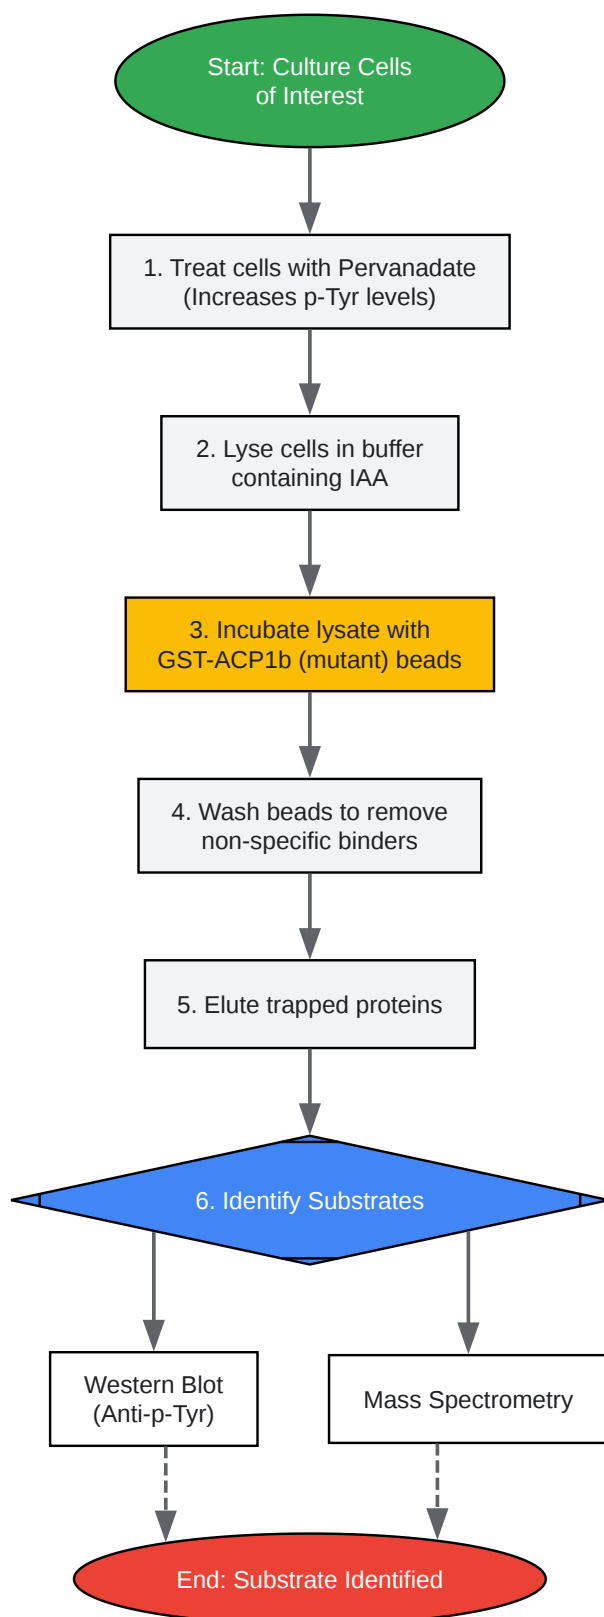 Start: Culture Cells
of Interest
1. Treat cells with Pervanadate
(Increases p-Tyr levels)
2. Lyse cells in buffer
containing IAA
3. Incubate lysate with
GST-ACP1b (mutant) beads
4. Wash beads to remove
non-specific binders
5. Elute trapped proteins
6. Identify Substrates
Western Blot
(Anti-p-Tyr)
Mass Spectrometry
End: Substrate Identified